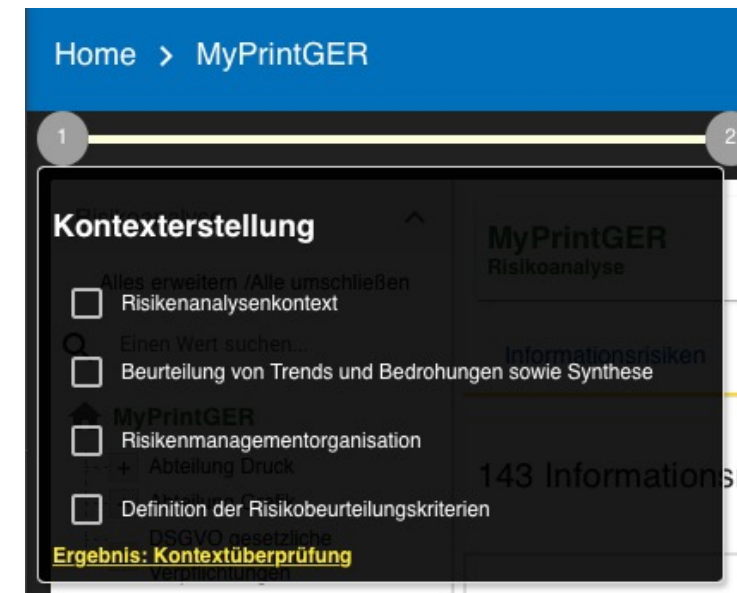 Home > MyPrintGER
1
2
Kontexterstellung
MyPrintGER
Risikoanalyse
Alles erweitern /Alle umschließen
Risikenanalysenkontext
Einen Wert suchen...
Informationsrisiken
Beurteilung von Trends und Bedrohungen sowie Synthese
MyPrintGER
Risikenmanagementorganisation
+ Abteilung Druck
143 Informations
Definition der Risikobeurteilungskriterien
DSGVO gesetzliche
Ergebnis: Kontextüberprüfung
Verpflichtungen